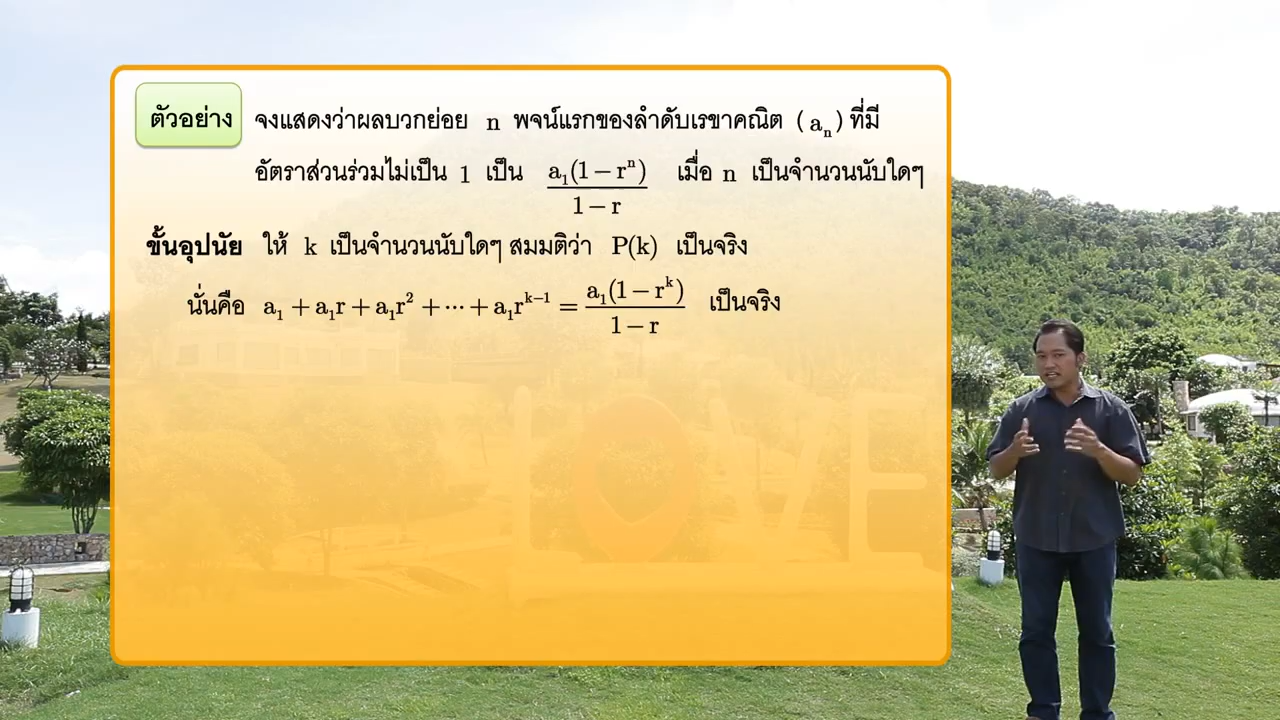 ตัวอย่าง จงแสดงว่าผลบวกย่อย n พจน์แรกของลำดับเรขาคณิต (aₙ) ที่มี
อัตราส่วนร่วมไม่เป็น 1 เป็น a₁(1 − rⁿ) / (1 − r) เมื่อ n เป็นจำนวนนับใดๆ
ขั้นอุปนัย ให้ k เป็นจำนวนนับใดๆ สมมติว่า P(k) เป็นจริง
นั่นคือ a₁ + a₁r + a₁r² + ⋯ + a₁rᵏ⁻¹ = a₁(1 − rᵏ) / (1 − r) เป็นจริง
LOVE